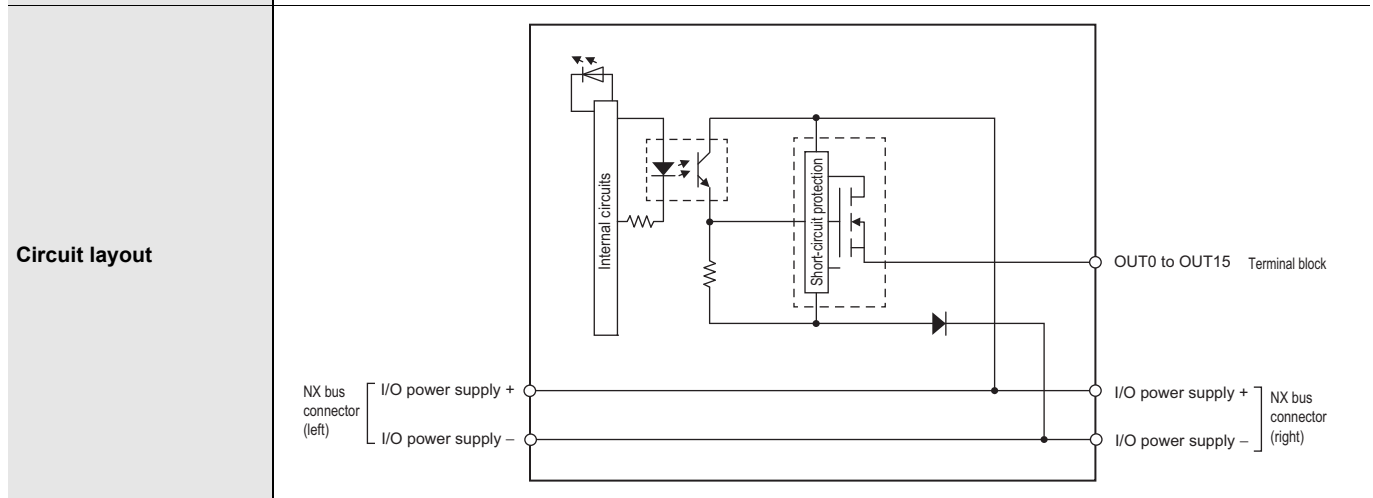 Circuit layout
Internal circuits
Short-circuit protection
OUT0 to OUT15 Terminal block
NX bus
connector
(left)
I/O power supply +
I/O power supply −
I/O power supply +
I/O power supply −
NX bus
connector
(right)